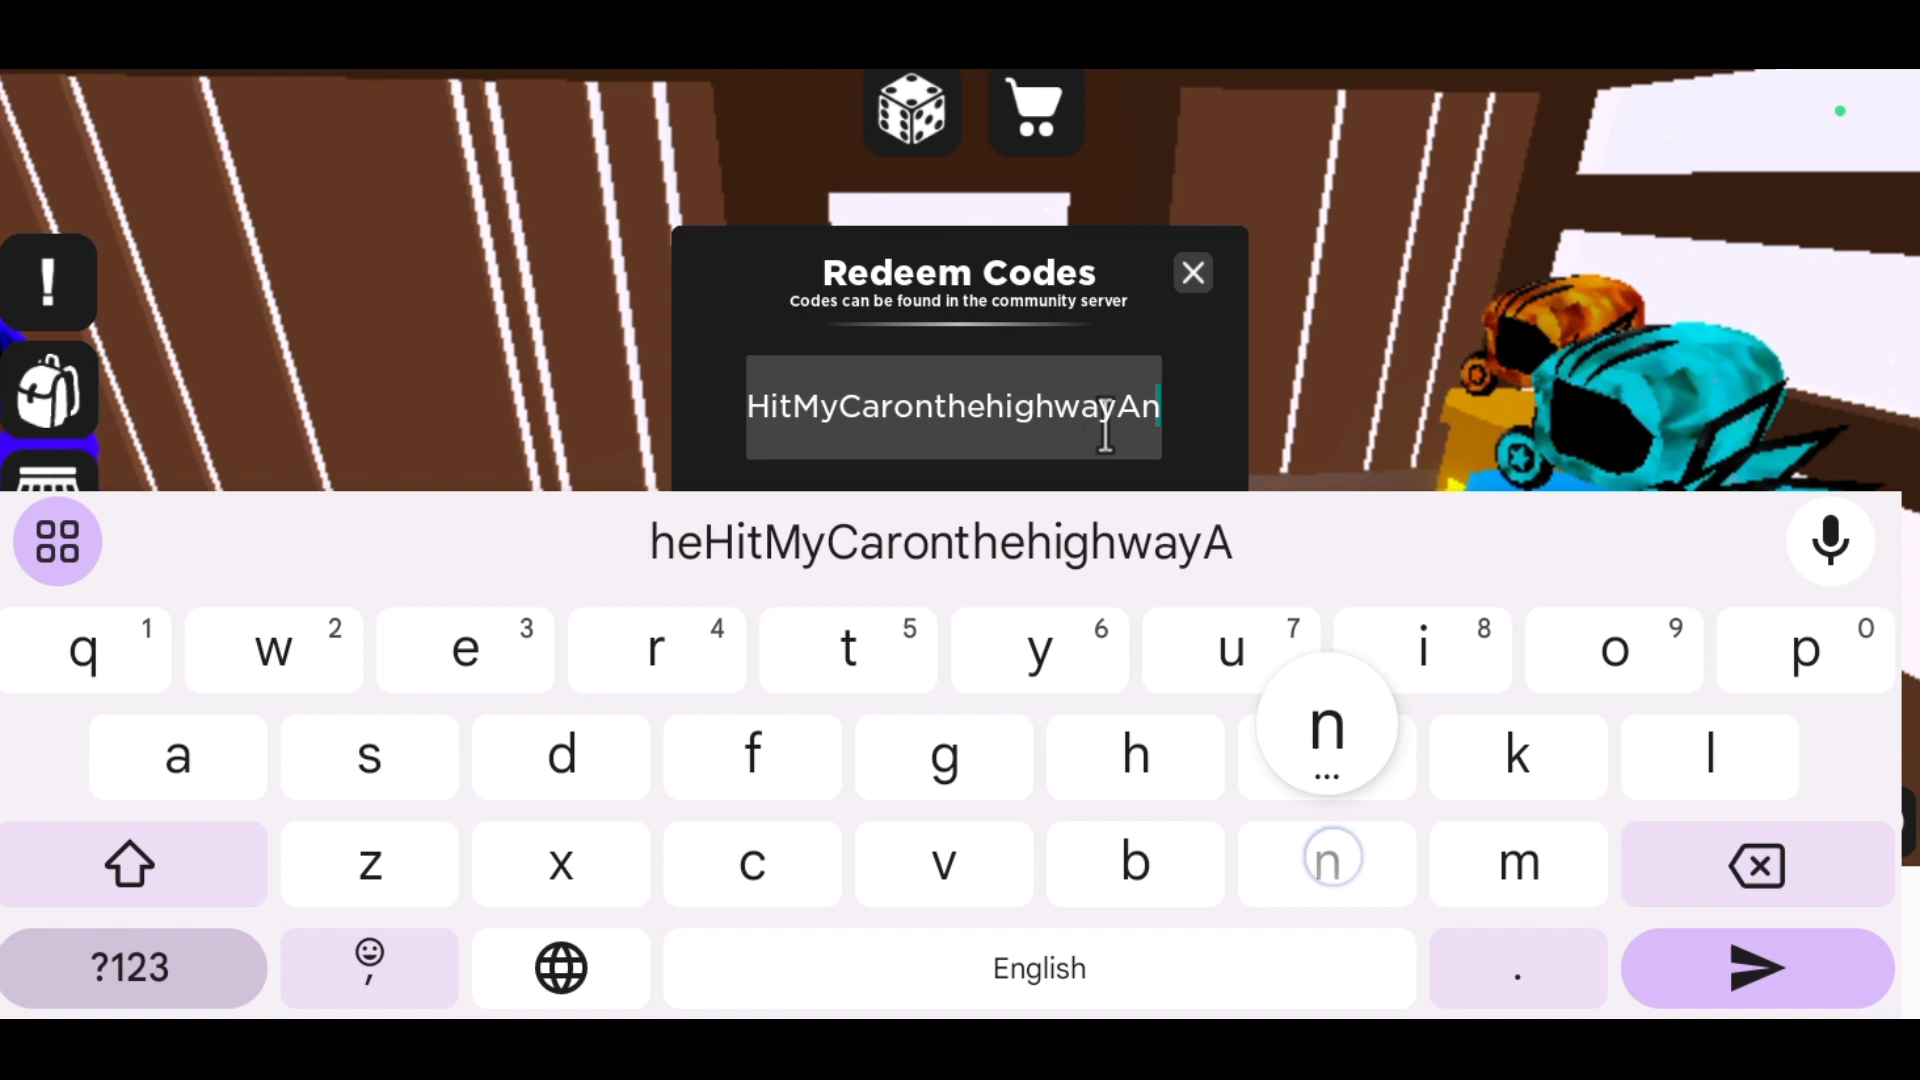 !
Redeem Codes
Codes can be found in the community server
HitMyCaronthehighwayAn
heHitMyCaronthehighwayA
q 1 w 2 e 3 r 4 t 5 y 6 u 7 i 8 o 9 p 0
a s d f g h n k l
...
z x c v b n m
?123 , English .